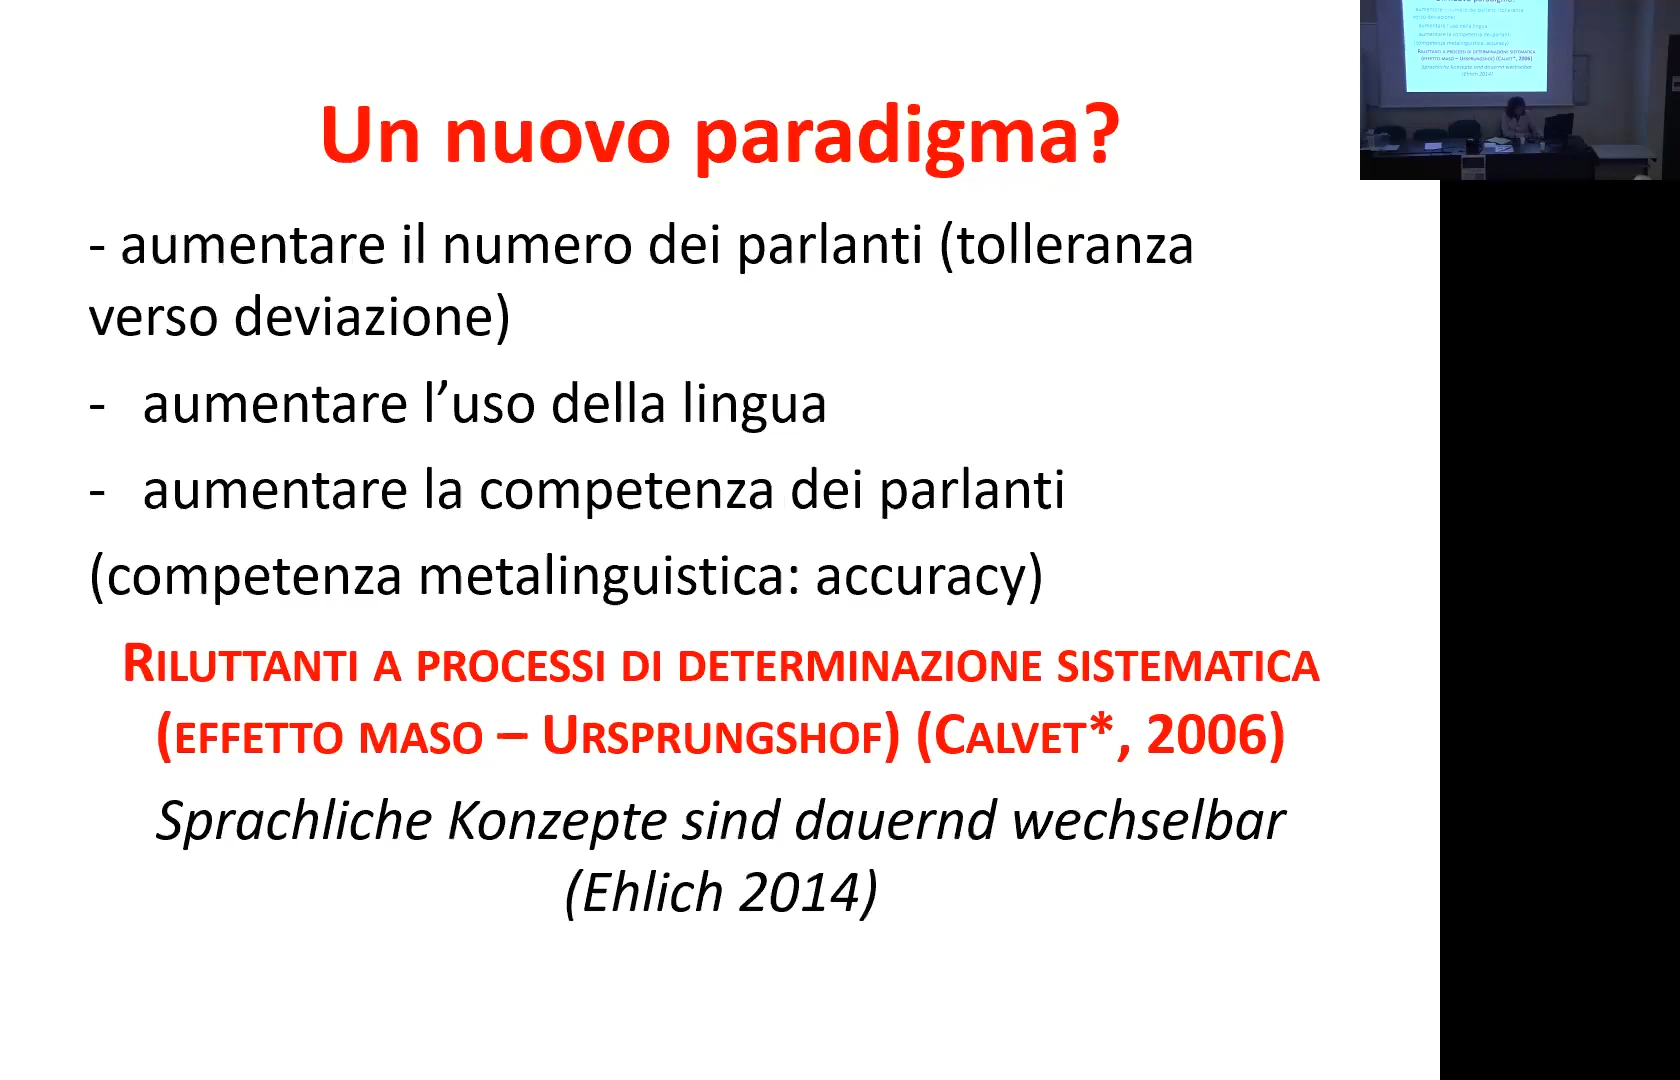 Un nuovo paradigma?
- aumentare il numero dei parlanti (tolleranza
verso deviazione)
- aumentare l’uso della lingua
- aumentare la competenza dei parlanti
(competenza metalinguistica: accuracy)
RILUTTANTI A PROCESSI DI DETERMINAZIONE SISTEMATICA
(EFFETTO MASO – URSPRUNGSHOF) (CALVET*, 2006)
Sprachliche Konzepte sind dauernd wechselbar
(Ehlich 2014)